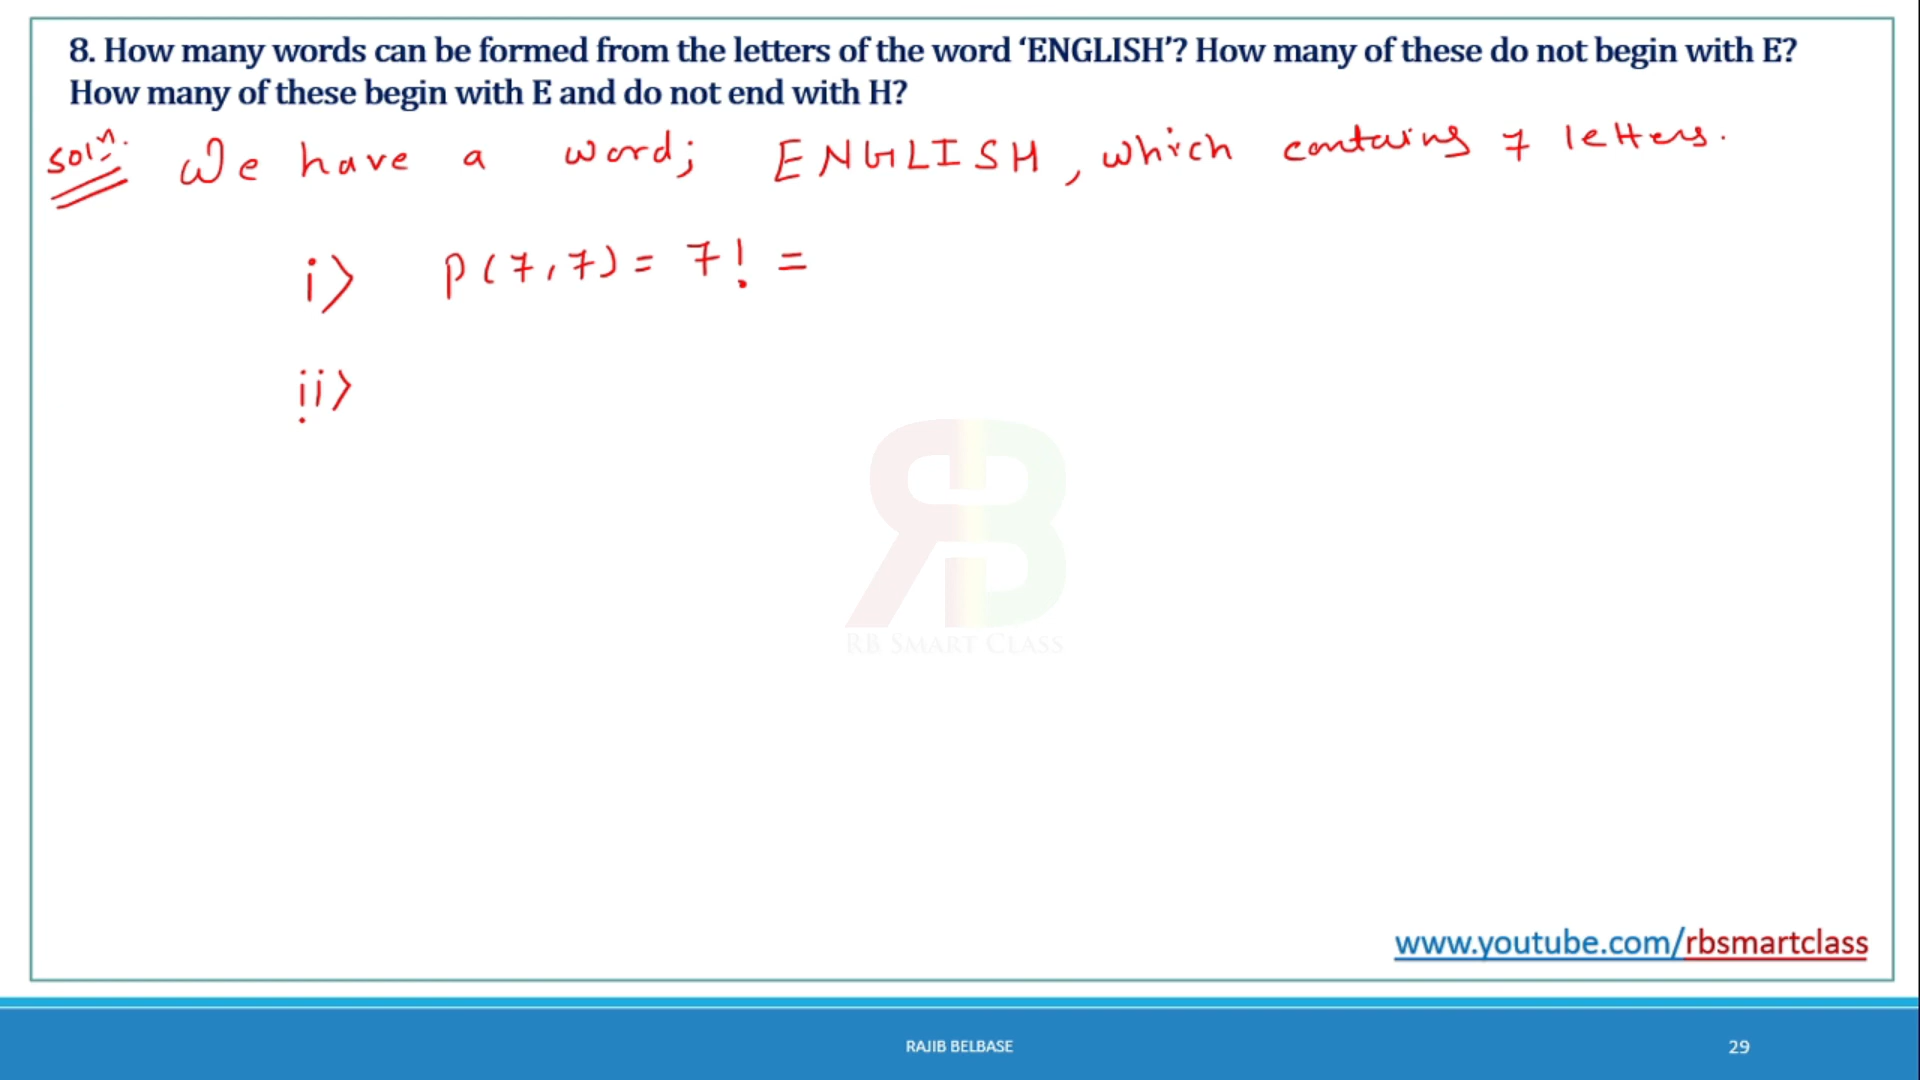 8. How many words can be formed from the letters of the word ‘ENGLISH’? How many of these do not begin with E?
How many of these begin with E and do not end with H?
Solⁿ. We have a word; ENGLISH, which contains 7 letters.
i> P(7,7) = 7! =
ii>
RB SMART CLASS
www.youtube.com/rbsmartclass
RAJIB BELBASE
29